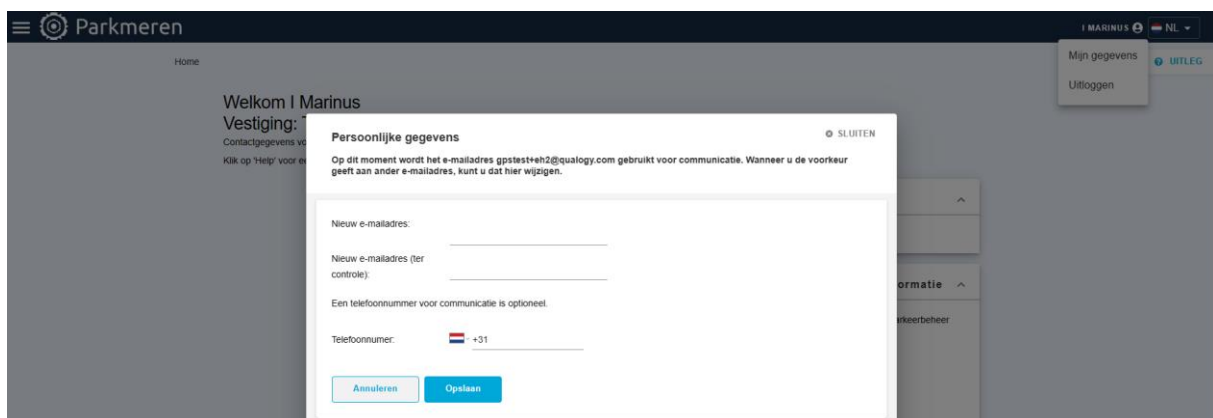 Parkmeren
I MARINUS NL
Mijn gegevens
Uitloggen
UITLEG
Home
Welkom I Marinus
Vestiging:
Contactgegevens
Klik op 'Help' voor
Persoonlijke gegevens
SLUITEN
Op dit moment wordt het e-mailadres gpstest+eh2@qualogy.com gebruikt voor communicatie. Wanneer u de voorkeur
geeft aan ander e-mailadres, kunt u dat hier wijzigen.
Nieuw e-mailadres:
Nieuw e-mailadres (ter
controle):
Een telefoonnummer voor communicatie is optioneel.
Telefoonnumer:
+31
Annuleren
Opslaan
ormatie
arkeerbeheer